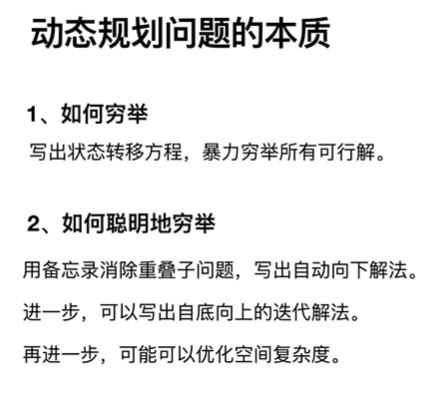 动态规划问题的本质
1、如何穷举
写出状态转移方程，暴力穷举所有可行解。
2、如何聪明地穷举
用备忘录消除重叠子问题，写出自动向下解法。
进一步，可以写出自底向上的迭代解法。
再进一步，可能可以优化空间复杂度。